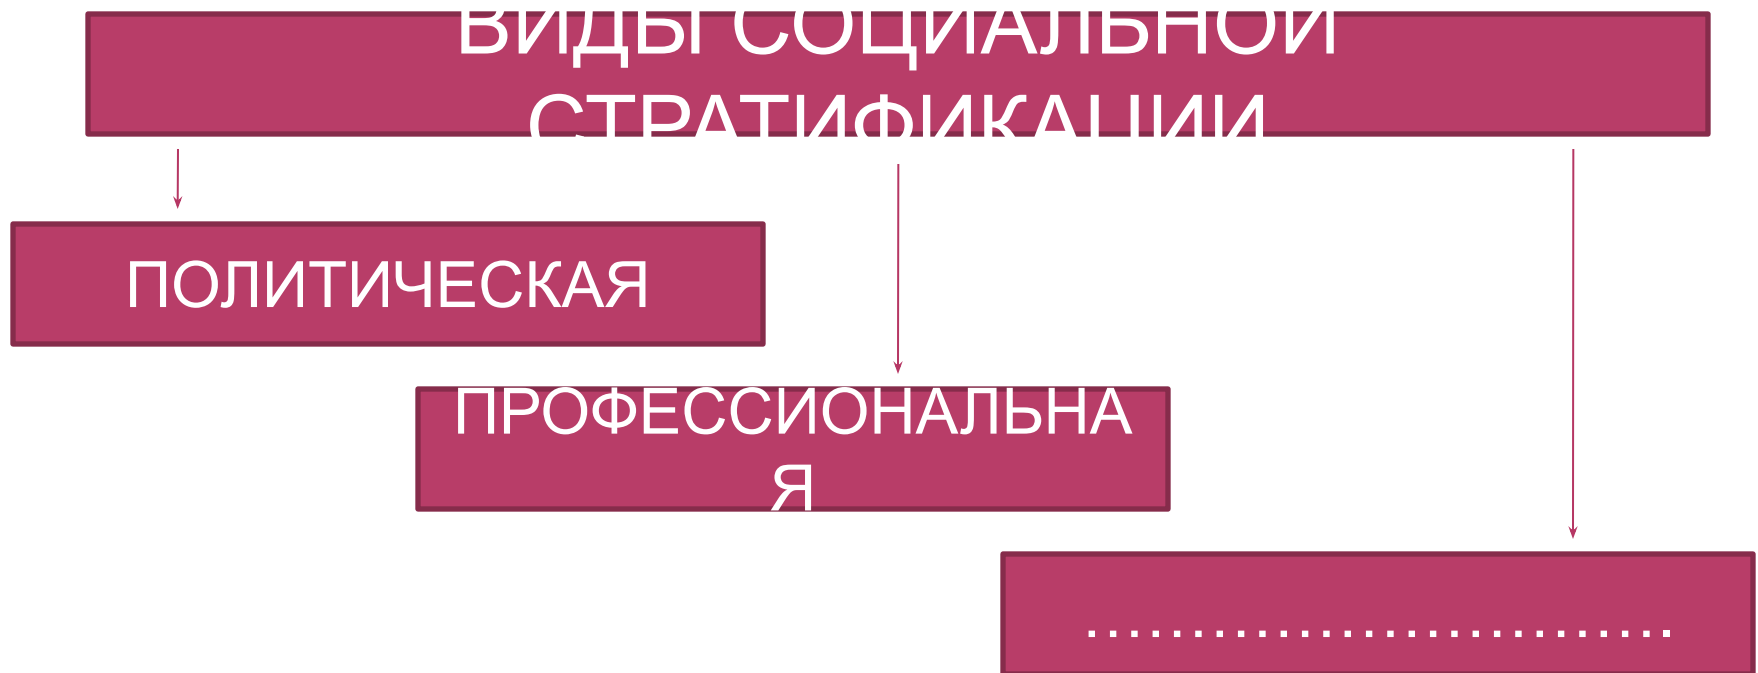 ВИДЫ СОЦИАЛЬНОЙ
СТРАТИФИКАЦИИ
ПОЛИТИЧЕСКАЯ
ПРОФЕССИОНАЛЬНА
Я
............................